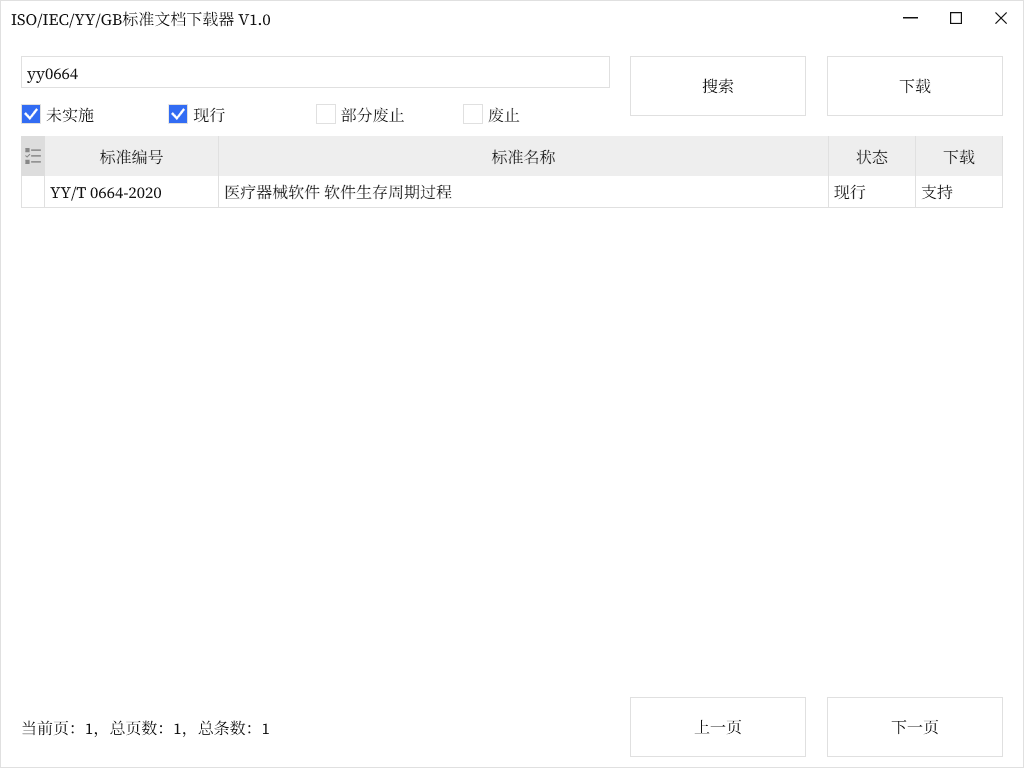 ISO/IEC/YY/GB标准文档下载器 V1.0
yy0664
搜索
下载
未实施
现行
部分废止
废止
标准编号 标准名称 状态 下载
YY/T 0664-2020 医疗器械软件 软件生存周期过程 现行 支持
当前页：1，总页数：1，总条数：1
上一页
下一页